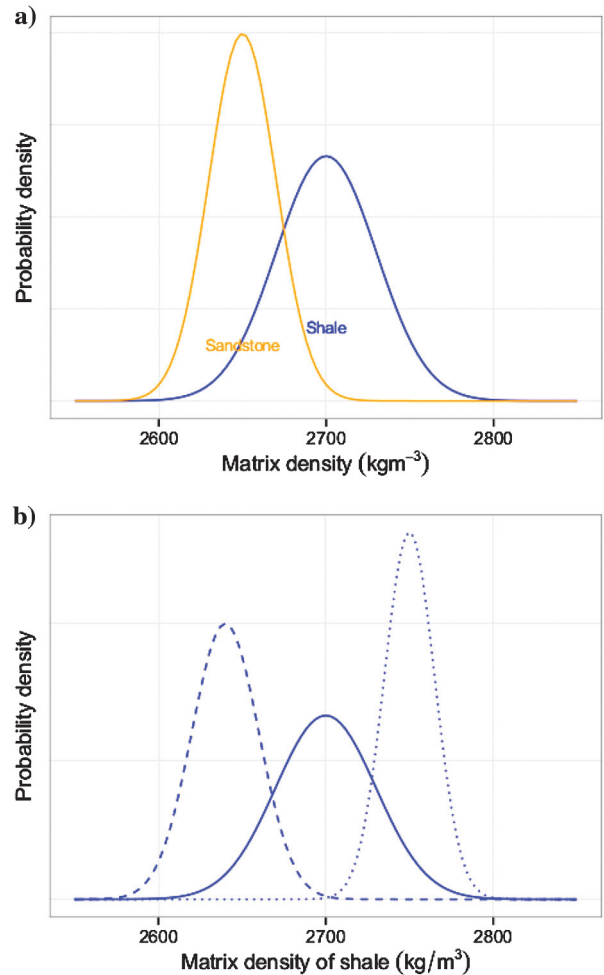 a)
Probability density
Shale
Sandstone
2600 2700 2800
Matrix density (kgm⁻³)
b)
Probability density
2600 2700 2800
Matrix density of shale (kg/m³)